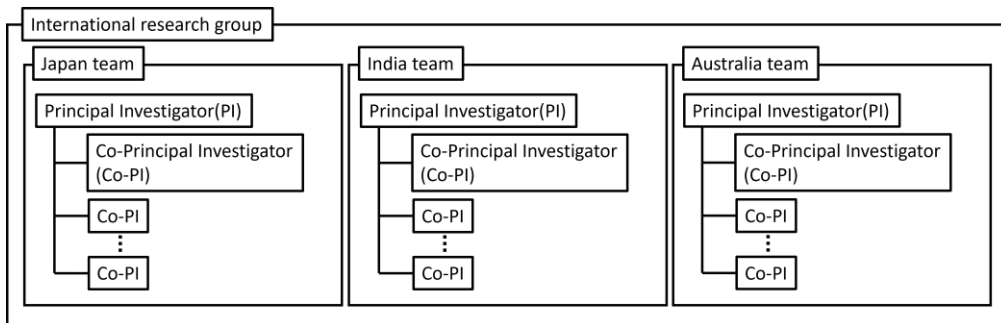 International research group
Japan team
Principal Investigator(PI)
Co-Principal Investigator
(Co-PI)
Co-PI
Co-PI
India team
Principal Investigator(PI)
Co-Principal Investigator
(Co-PI)
Co-PI
Co-PI
Australia team
Principal Investigator(PI)
Co-Principal Investigator
(Co-PI)
Co-PI
Co-PI